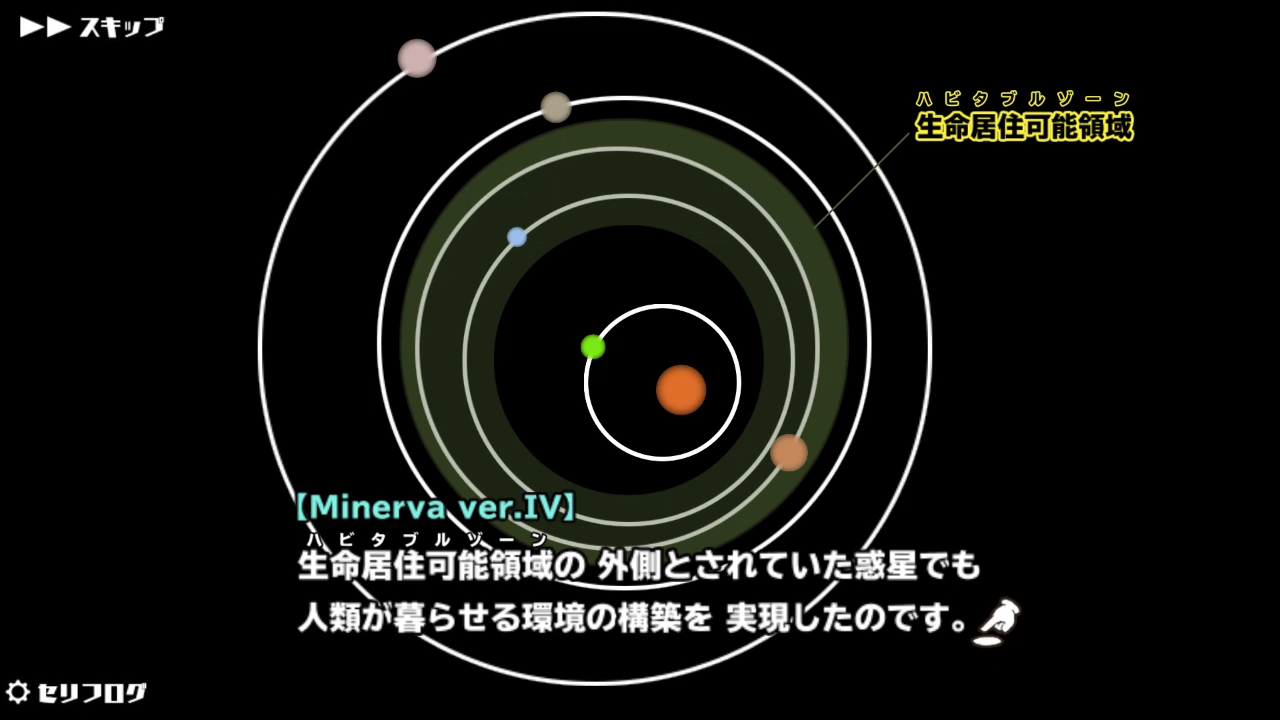 スキップ
ハビタブルゾーン
生命居住可能領域
【Minerva ver.IV】
ハビタブルゾーン
生命居住可能領域の 外側とされていた惑星でも
人類が暮らせる環境の構築を 実現したのです。
セリフログ